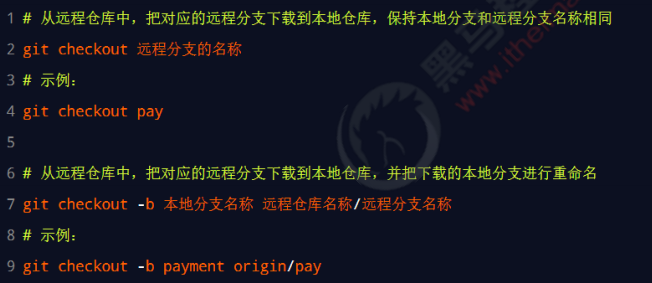 1 # 从远程仓库中，把对应的远程分支下载到本地仓库，保持本地分支和远程分支名称相同
2 git checkout 远程分支的名称
3 # 示例：
4 git checkout pay
5
6 # 从远程仓库中，把对应的远程分支下载到本地仓库，并把下载的本地分支进行重命名
7 git checkout -b 本地分支名称 远程仓库名称/远程分支名称
8 # 示例：
9 git checkout -b payment origin/pay
黑马
www.itheima